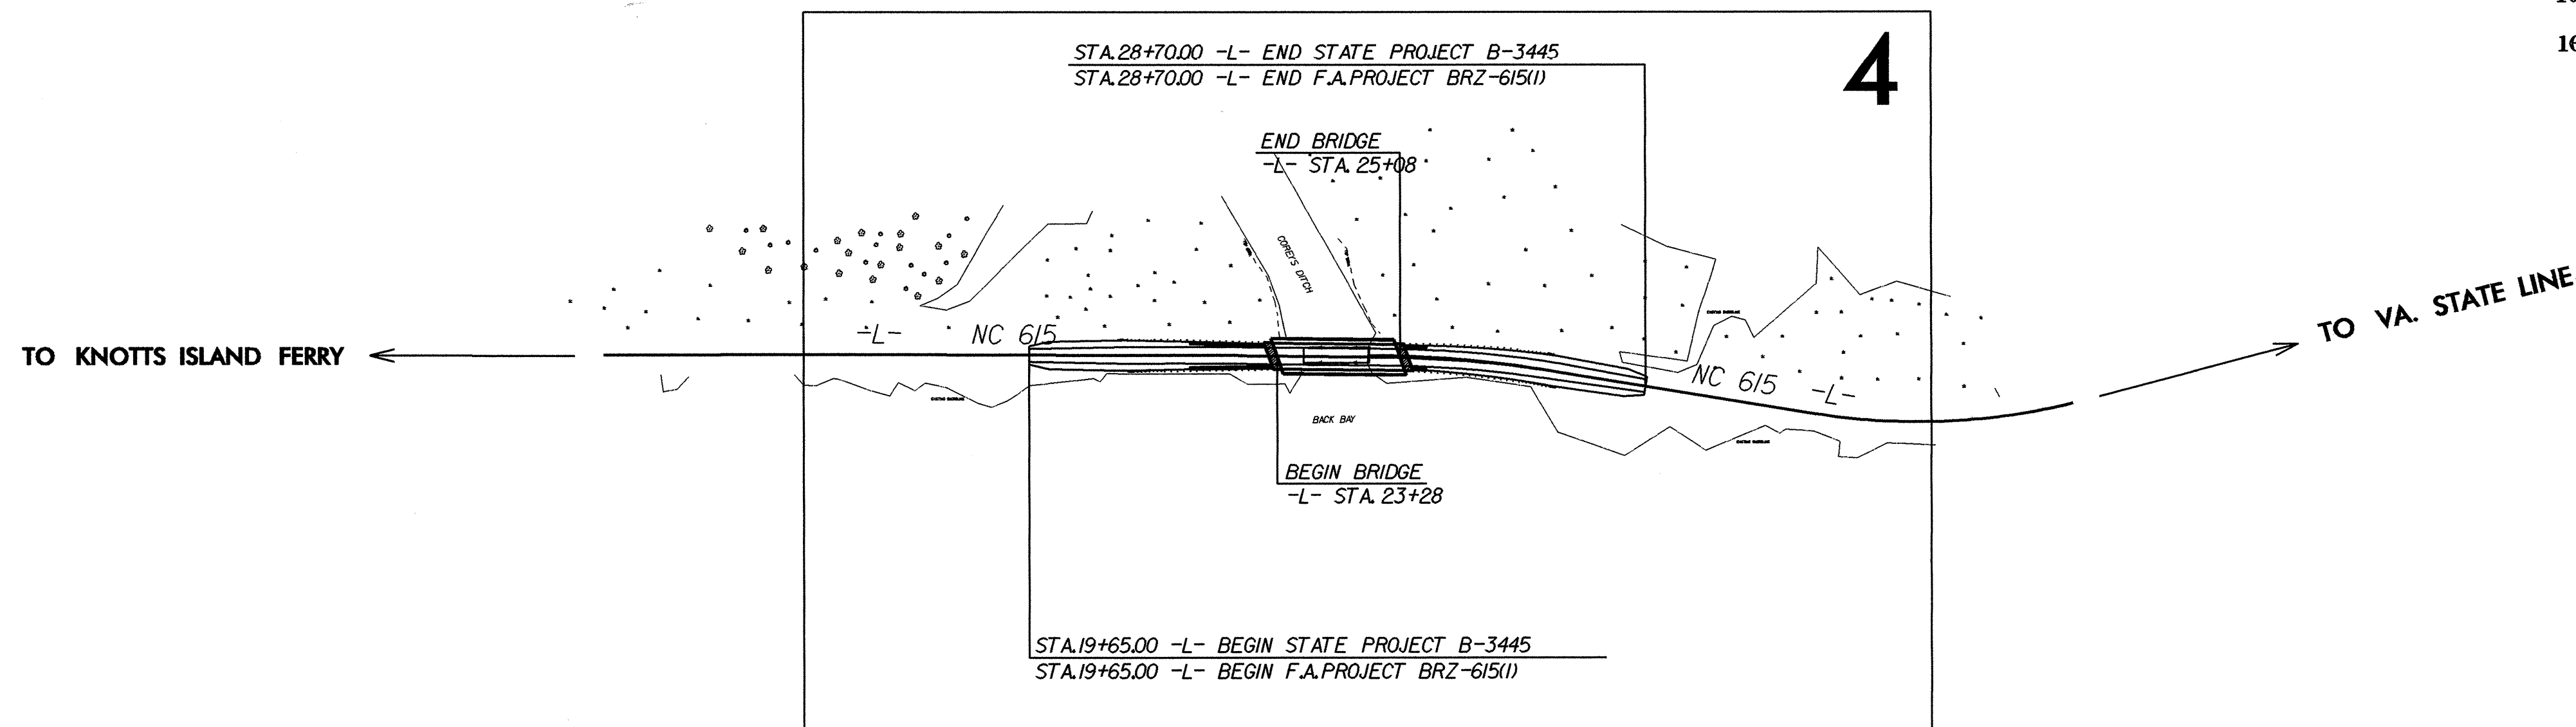 STA.28+70.00 -L- END STATE PROJECT B-3445
STA.28+70.00 -L- END F.A.PROJECT BRZ-615(1)
4
END BRIDGE
-L- STA. 25+08
COREY'S DITCH
-L-
NC 615
TO KNOTTS ISLAND FERRY
TO VA. STATE LINE
NC 615
-L-
BACK BAY
BEGIN BRIDGE
-L- STA. 23+28
STA.19+65.00 -L- BEGIN STATE PROJECT B-3445
STA.19+65.00 -L- BEGIN F.A.PROJECT BRZ-615(1)